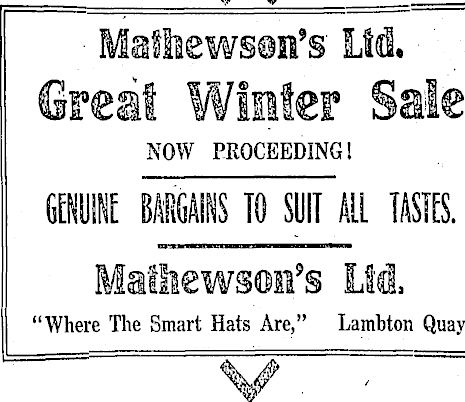 Mathewson's Ltd.
Great Winter Sale
NOW PROCEEDING!
GENUINE BARGAINS TO SUIT ALL TASTES.
Mathewson's Ltd.
"Where The Smart Hats Are," Lambton Quay